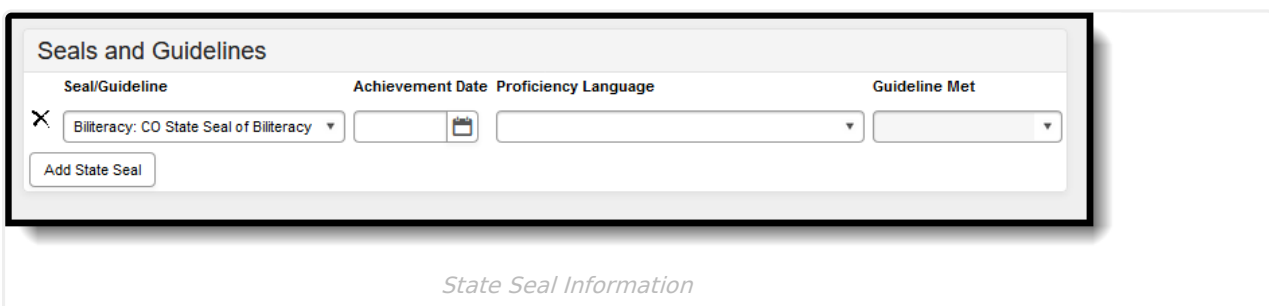 Seals and Guidelines
Seal/Guideline Achievement Date Proficiency Language Guideline Met
Biliteracy: CO State Seal of Biliteracy
Add State Seal
State Seal Information